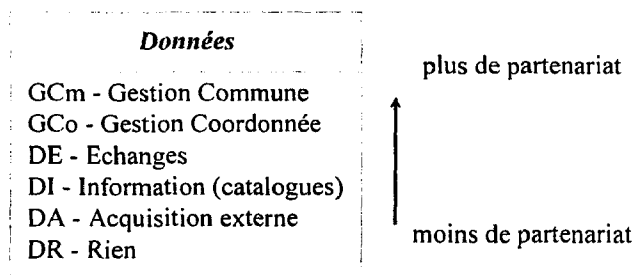 Données
plus de partenariat
GCm - Gestion Commune
GCo - Gestion Coordonnée
DE - Echanges
DI - Information (catalogues)
DA - Acquisition externe
moins de partenariat
DR - Rien